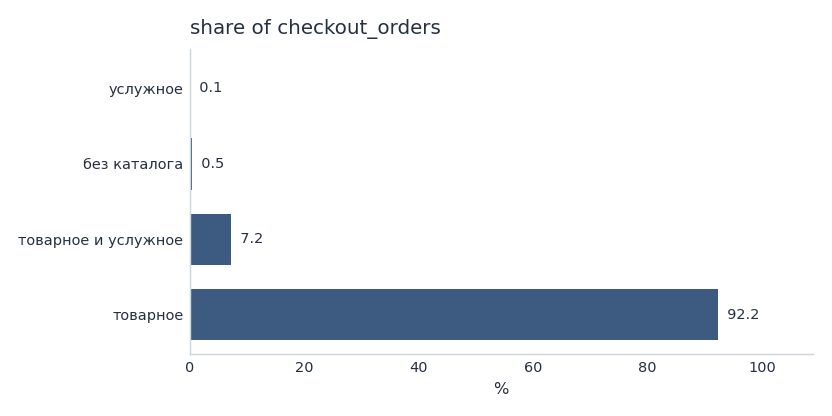 share of checkout_orders
услужное 0.1
без каталога 0.5
товарное и услужное 7.2
товарное 92.2
0 20 40 60 80 100
%